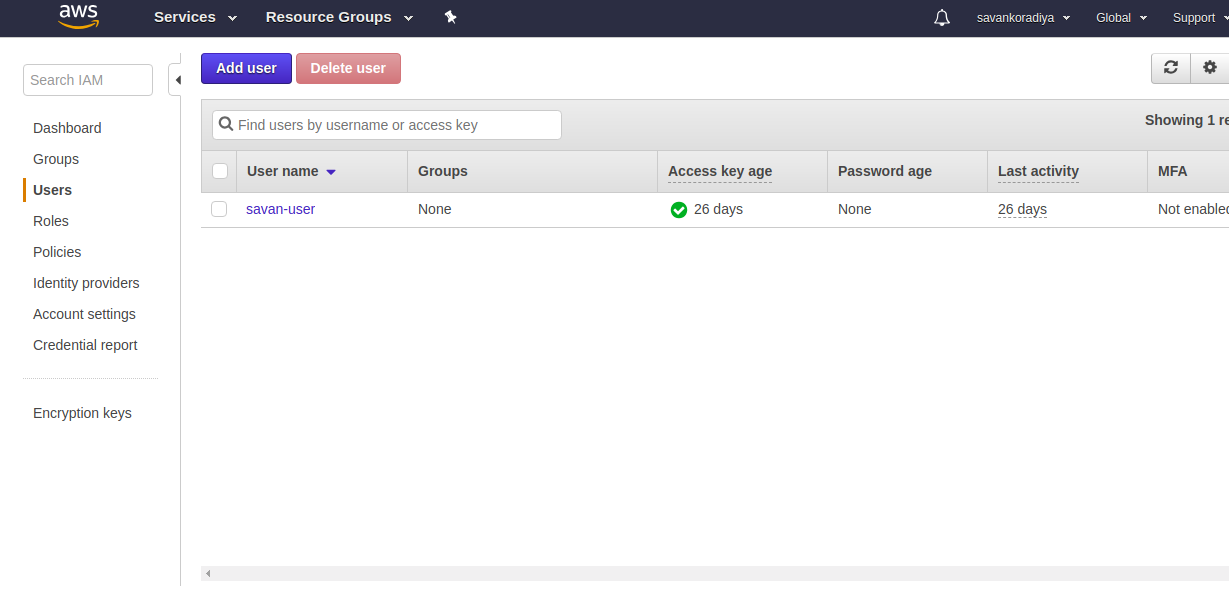 aws Services Resource Groups savankoradiya Global Support
Search IAM
Dashboard
Groups
Users
Roles
Policies
Identity providers
Account settings
Credential report
Encryption keys
Add user Delete user
Find users by username or access key Showing 1 re
User name Groups Access key age Password age Last activity MFA
savan-user None 26 days None 26 days Not enabled